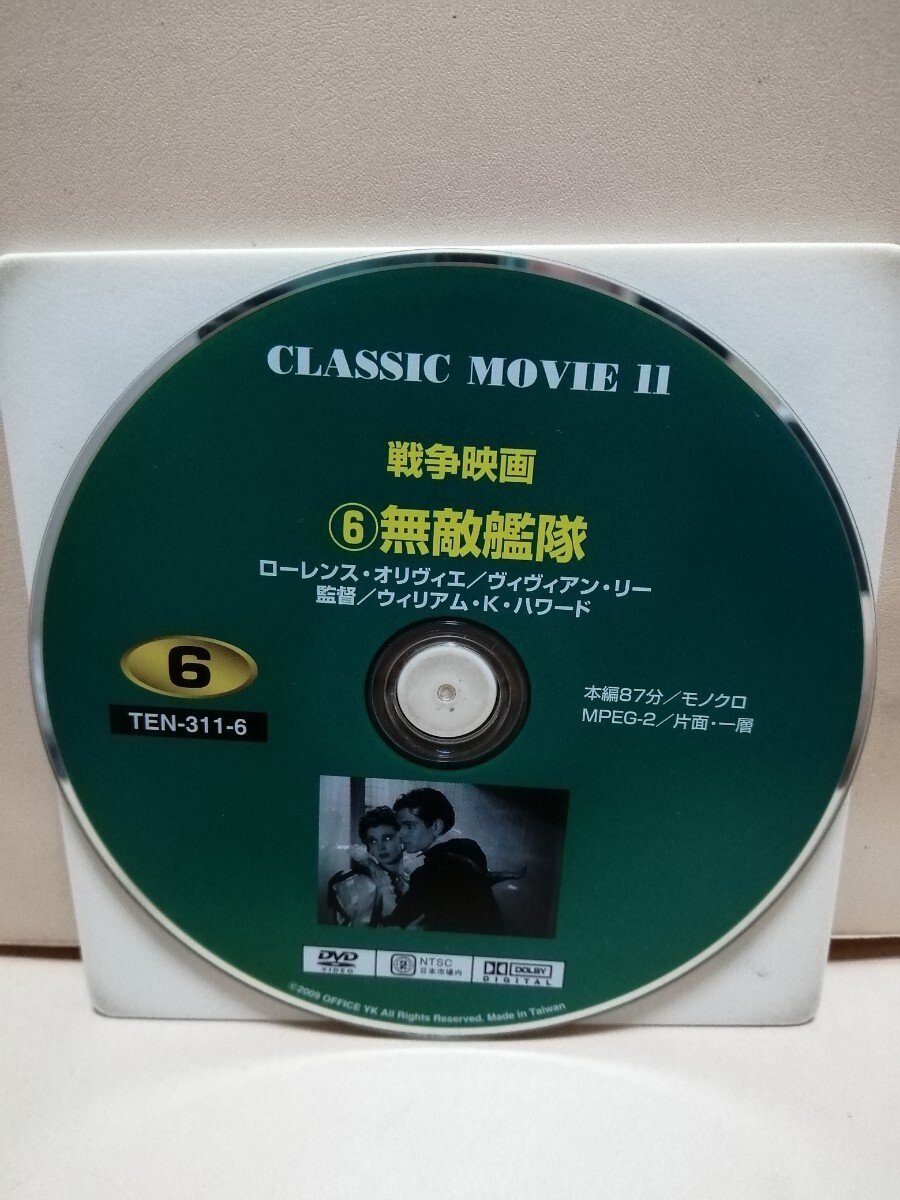 CLASSIC MOVIE 11
戦争映画
⑥無敵艦隊
ローレンス・オリヴィエ/ヴィヴィアン・リー
監督/ウィリアム・K・ハワード
6
TEN-311-6
本編87分/モノクロ
MPEG-2/片面・一層
DVD VIDEO
2 NTSC 日本市場内
DOLBY DIGITAL
©2009 OFFICE YK All Rights Reserved. Made in Taiwan